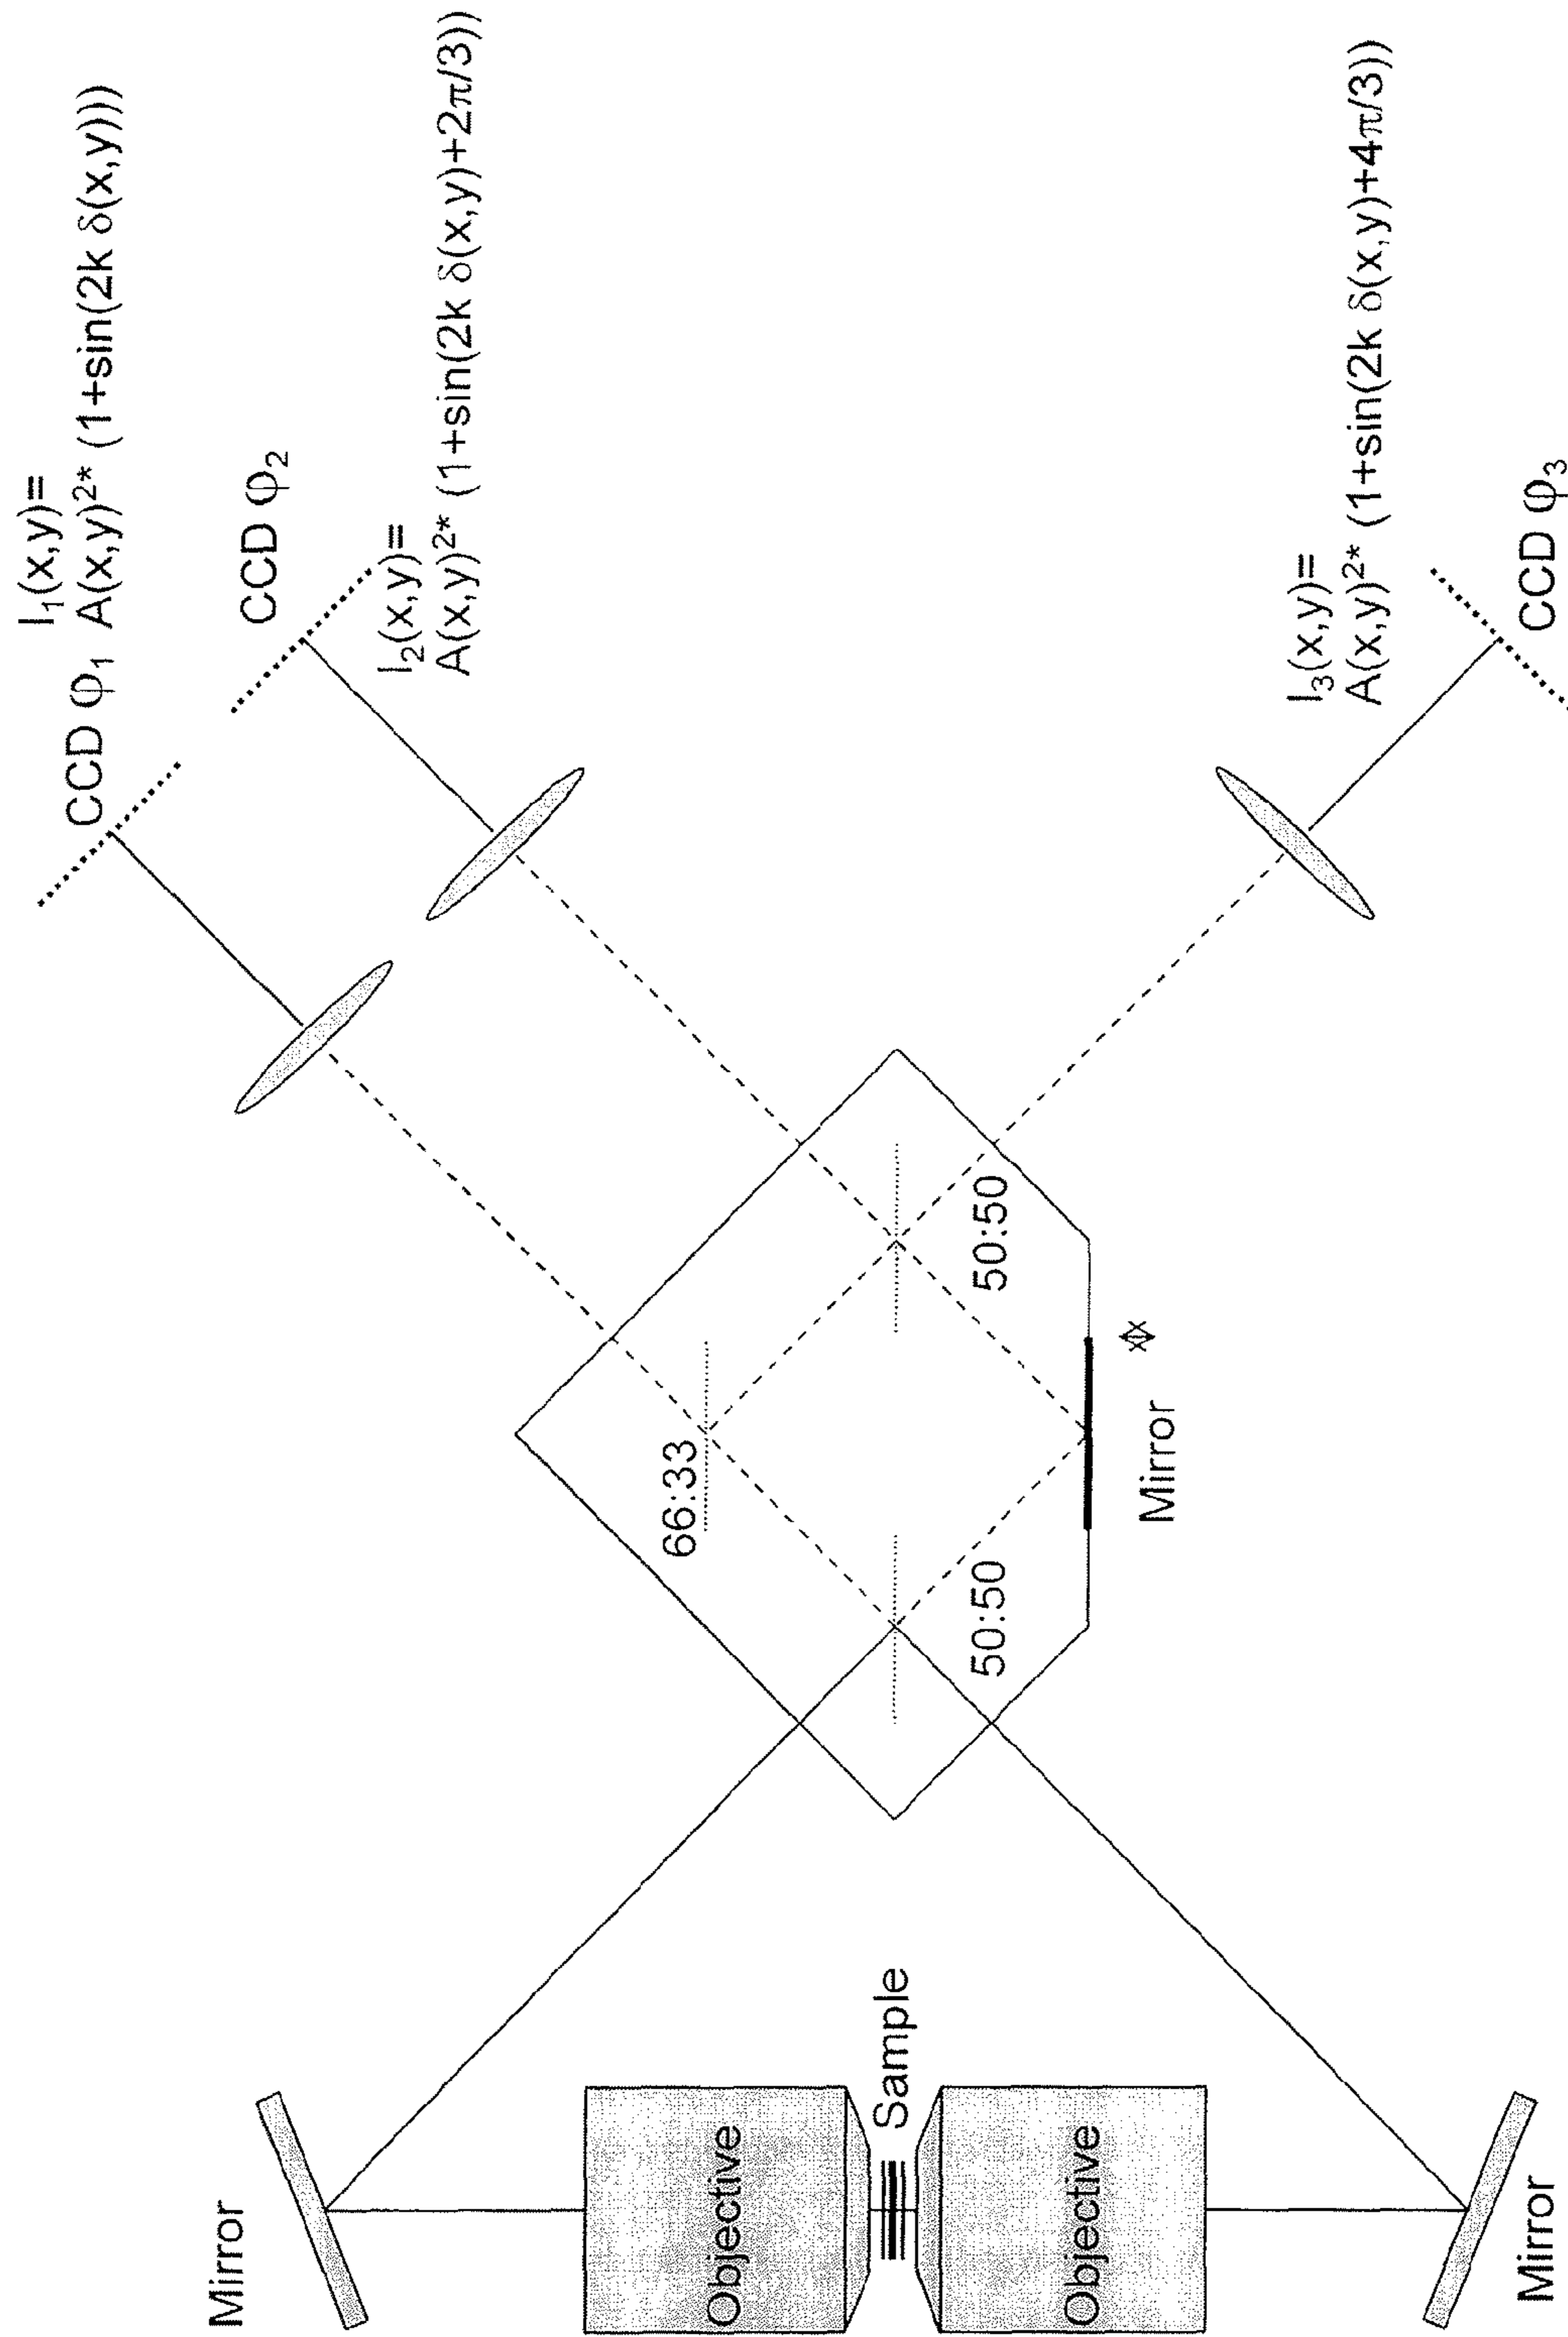 I₁(x,y)=
CCD φ₁ A(x,y)²* (1+sin(2k δ(x,y)))
CCD φ₂
I₂(x,y)=
A(x,y)²* (1+sin(2k δ(x,y)+2π/3))
Mirror
66:33
Objective
Sample
50:50
50:50
Objective
Mirror
x
I₃(x,y)=
A(x,y)²* (1+sin(2k δ(x,y)+4π/3))
Mirror
CCD φ₃